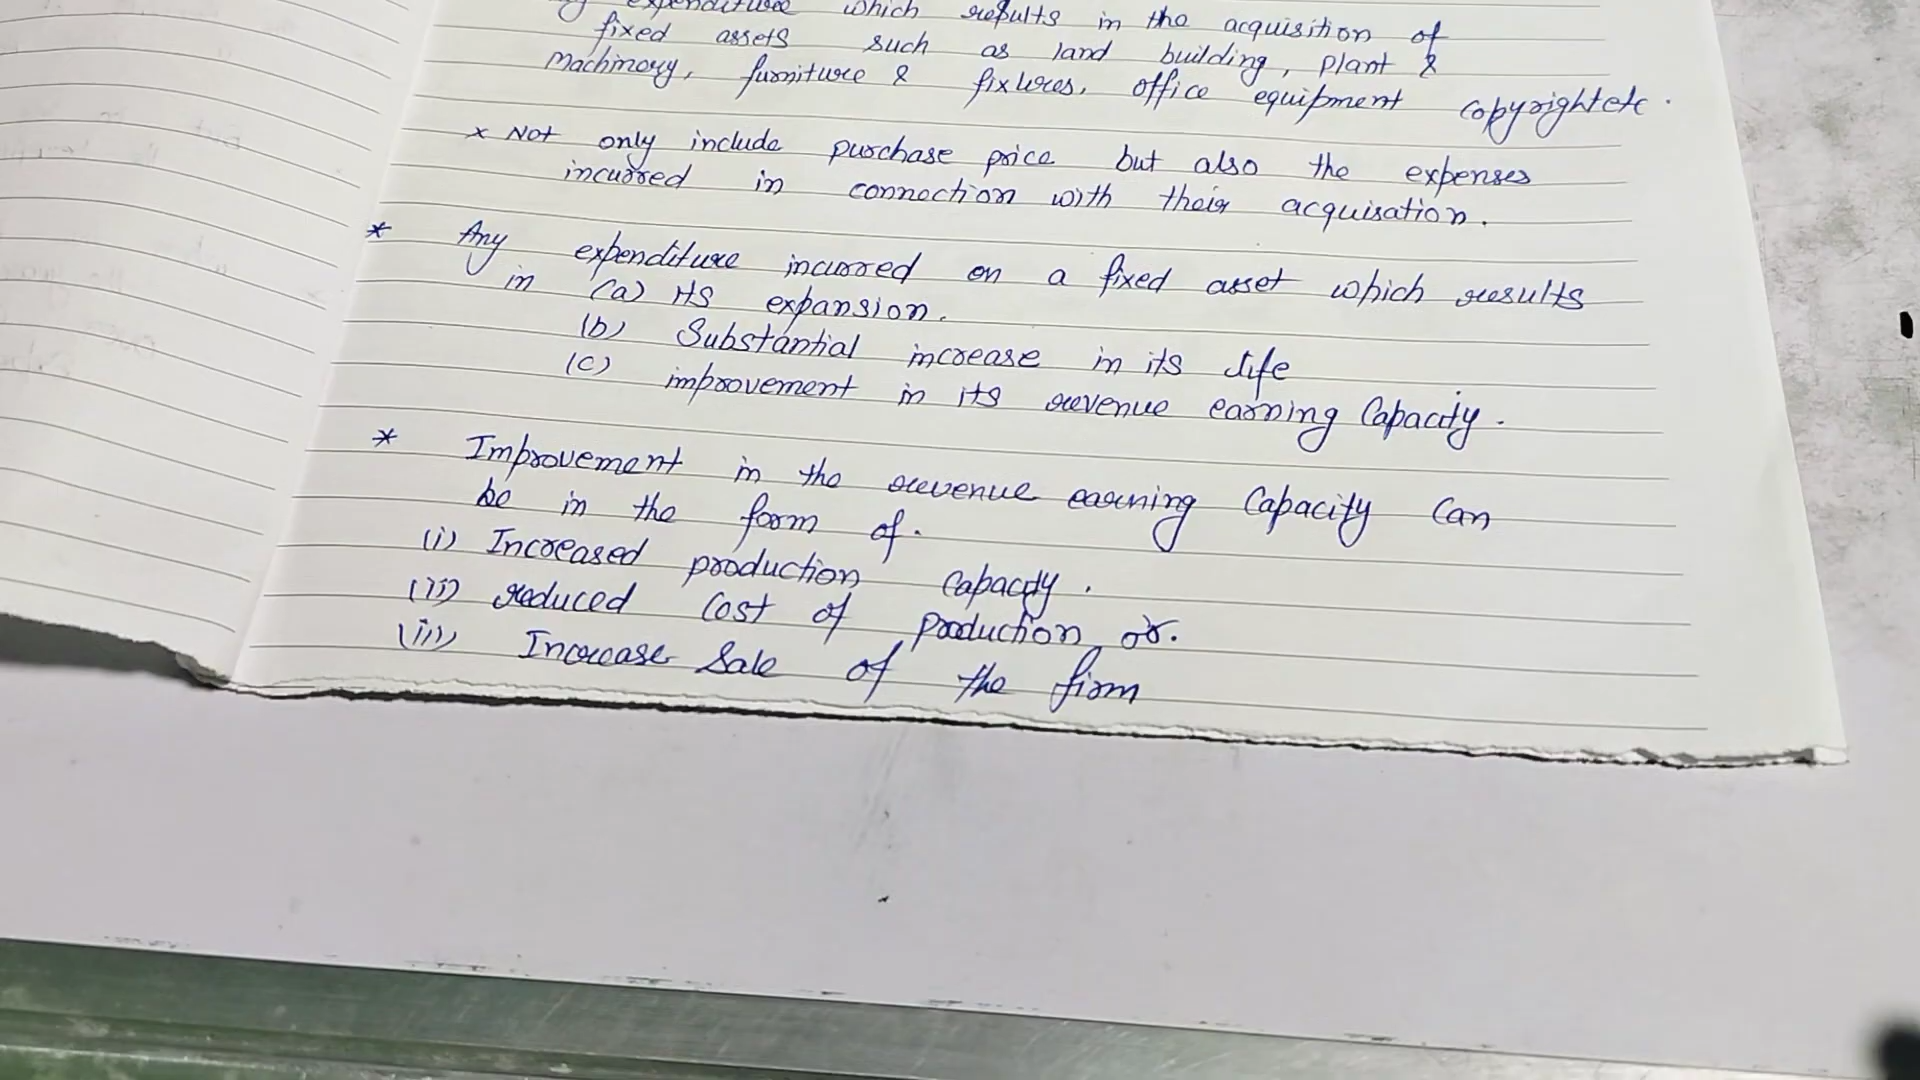 expenditure which results in the acquisition of
fixed assets such as land building, plant &
Machinery, furniture & fixtures, office equipment copyright etc.
* Not only include purchase price but also the expenses
incurred in connection with their acquisation.
* Any expenditure incurred on a fixed asset which results
in (a) Its expansion.
(b) Substantial increase in its life
(c) improvement in its revenue earning Capacity.
* Improvement in the revenue earning Capacity Can
be in the form of.
(i) Increased production Capacity.
(ii) reduced Cost of production or.
(iii) Increase Sale of the firm